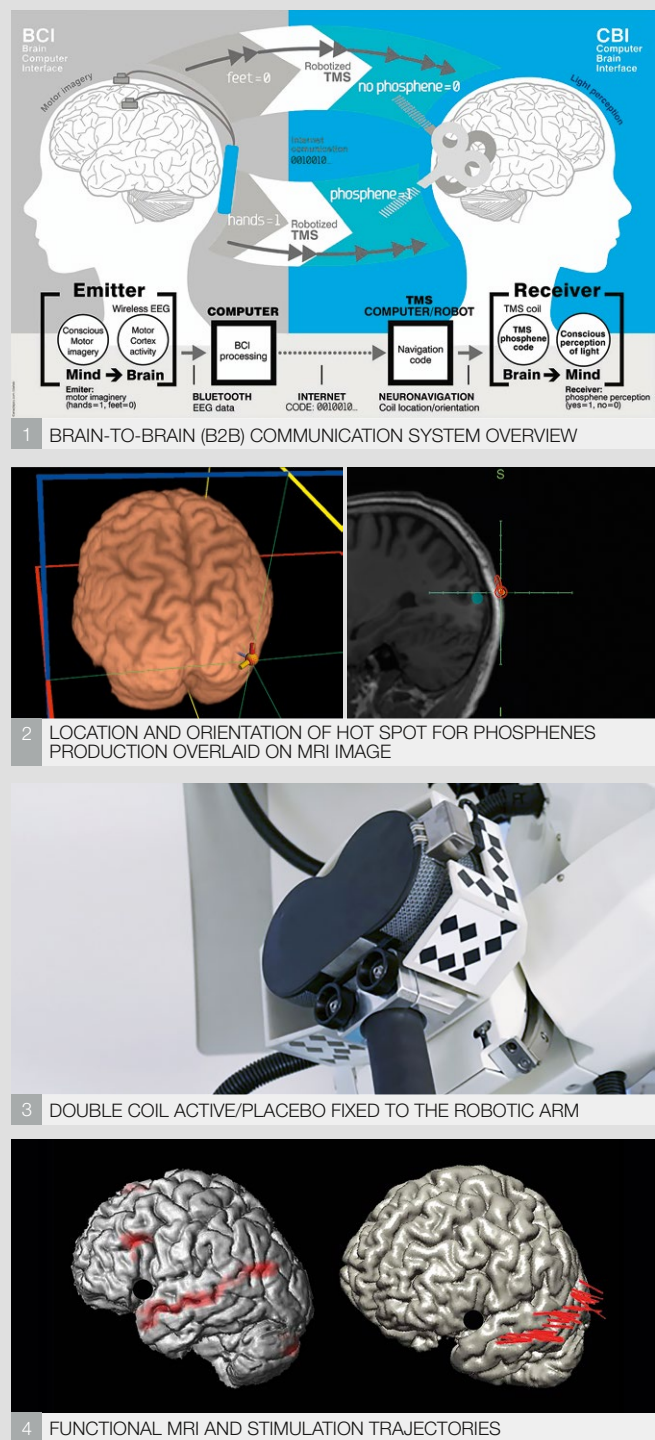 BCI
Brain
Computer
Interface
CBI
Computer
Brain
Interface
Motor imagery
feet=0
Robotized
TMS
no phosphene=0
Light perception
Internet
comunication
0010010...
phosphene=1
hands=1
Robotized
TMS
Emitter
Wireless EEG
Conscious
Motor
imagery
Motor
Cortex
activity
Mind → Brain
Emiter:
motor imaginery
(hands=1, feet=0)
COMPUTER
BCI
processing
BLUETOOTH
EEG data
INTERNET
CODE: 0010010...
TMS
COMPUTER/ROBOT
Navigation
code
NEURONAVIGATION
Coil location/orientation
Receiver
TMS coil
TMS
phosphene
code
Conscious
perception
of light
Brain → Mind
Receiver:
phosphene perception
(yes=1, no=0)
1 BRAIN-TO-BRAIN (B2B) COMMUNICATION SYSTEM OVERVIEW
S
2 LOCATION AND ORIENTATION OF HOT SPOT FOR PHOSPHENES
PRODUCTION OVERLAID ON MRI IMAGE
3 DOUBLE COIL ACTIVE/PLACEBO FIXED TO THE ROBOTIC ARM
4 FUNCTIONAL MRI AND STIMULATION TRAJECTORIES